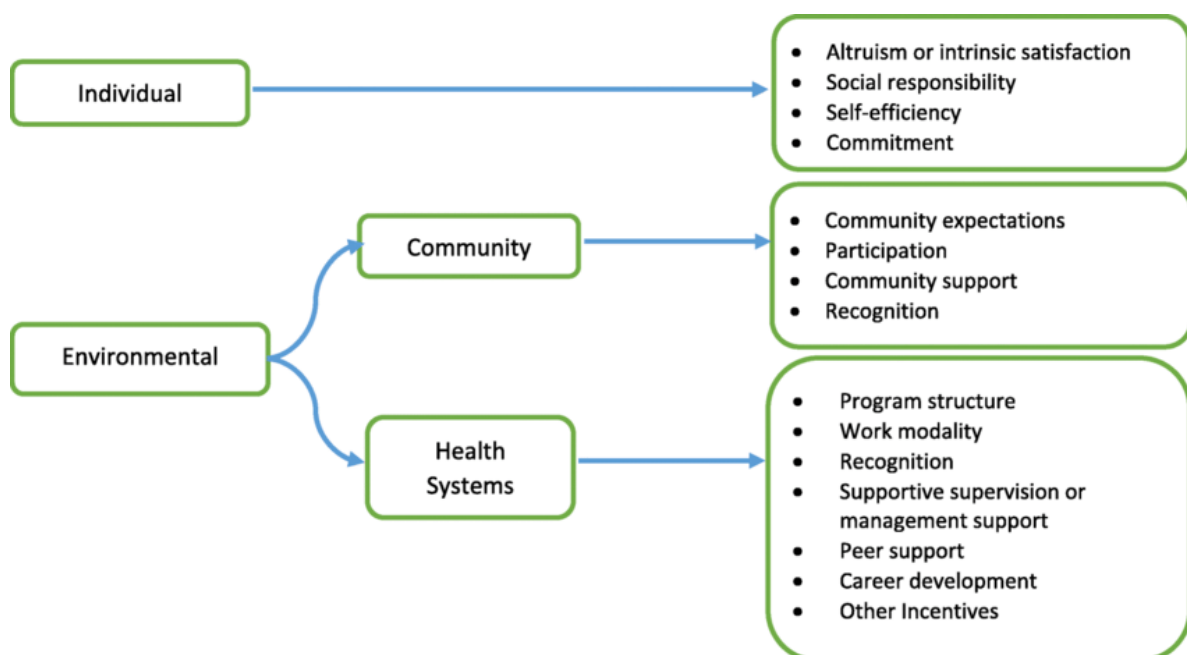 Individual
• Altruism or intrinsic satisfaction
• Social responsibility
• Self-efficiency
• Commitment
Environmental
Community
• Community expectations
• Participation
• Community support
• Recognition
Health
Systems
• Program structure
• Work modality
• Recognition
• Supportive supervision or
management support
• Peer support
• Career development
• Other Incentives